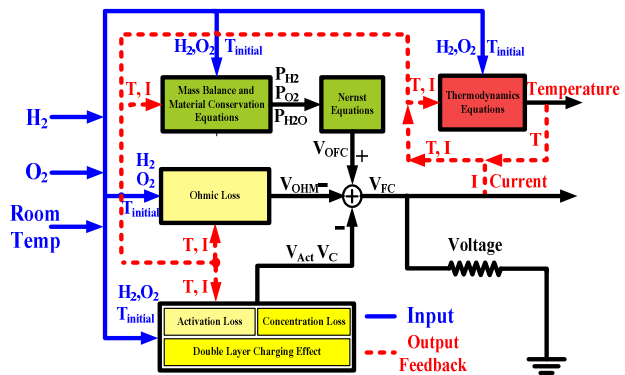 H2,O2 Tinitial
H2,O2 Tinitial
T, I
Mass Balance and
Material Conservation
Equations
PH2
PO2
PH2O
Nernst
Equations
T, I
Thermodynamics
Equations
Temperature
H2
O2
Room
Temp
VOFC
+
T, I
T
H2
O2
Tinitial
Ohmic Loss
VOHM
−
+
VFC
I
Current
−
T, I
T, I
VAct VC
Voltage
H2,O2
Tinitial
Activation Loss
Concentration Loss
Double Layer Charging Effect
Input
Output
Feedback